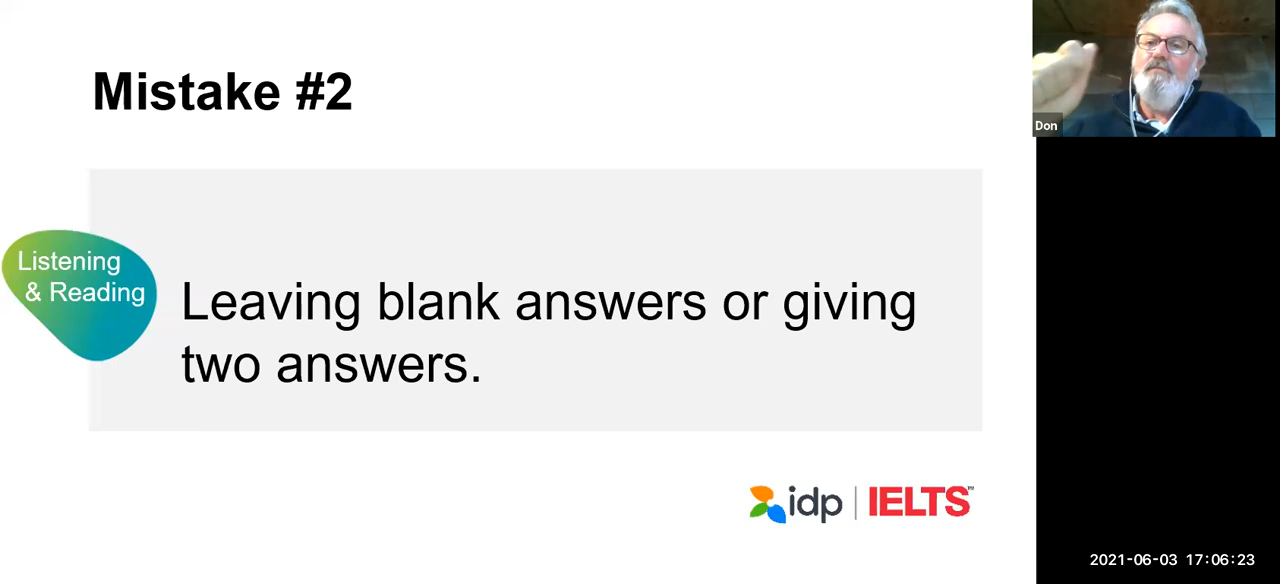 Mistake #2
Don
Listening
& Reading
Leaving blank answers or giving
two answers.
idp | IELTS™
2021-06-03 17:06:23